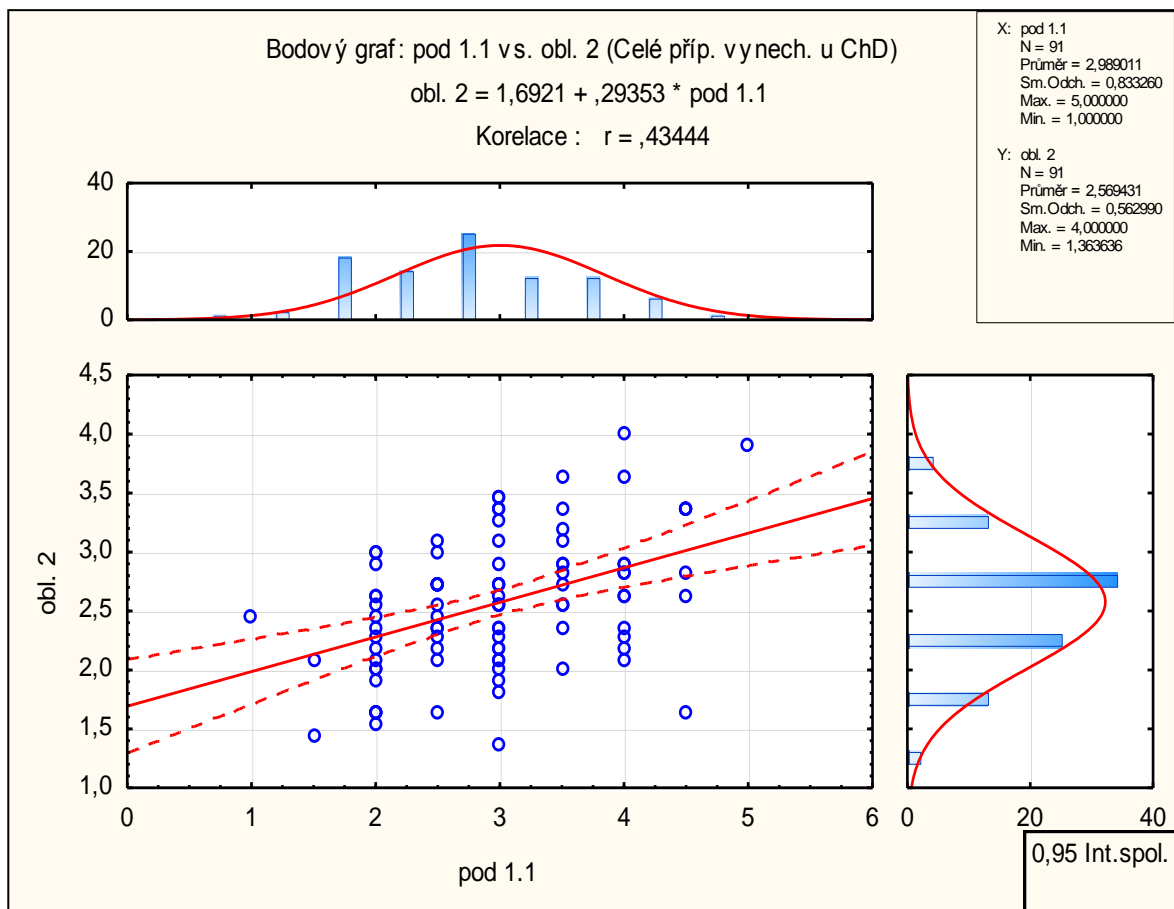 Bodový graf: pod 1.1 vs. obl. 2 (Celé příp. vynech. u ChD)
obl. 2 = 1,6921 + ,29353 * pod 1.1
Korelace : r = ,43444
X: pod 1.1
N = 91
Průměr = 2,989011
Sm.Odch. = 0,833260
Max. = 5,000000
Min. = 1,000000
Y: obl. 2
N = 91
Průměr = 2,569431
Sm.Odch. = 0,562990
Max. = 4,000000
Min. = 1,363636
40
20
0
4,5
4,0
3,5
3,0
2,5
2,0
1,5
1,0
obl. 2
0 1 2 3 4 5 6
pod 1.1
0 20 40
0,95 Int.spol.